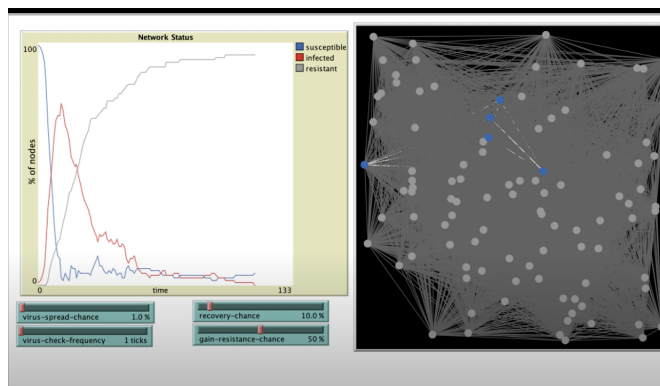 Network Status
100
% of nodes
0
0
time
133
susceptible
infected
resistant
virus-spread-chance 1.0 %
recovery-chance 10.0 %
virus-check-frequency 1 ticks
gain-resistance-chance 50 %